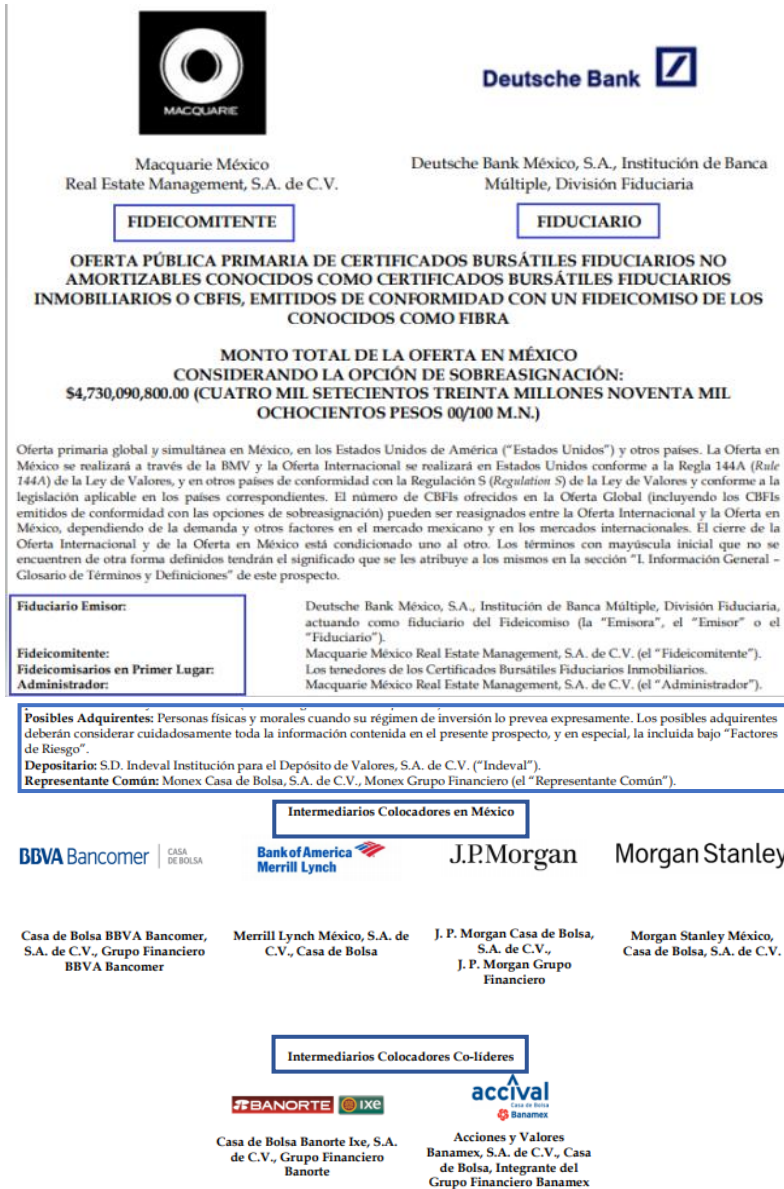 MACQUARIE
Deutsche Bank
Macquarie México
Real Estate Management, S.A. de C.V.
Deutsche Bank México, S.A., Institución de Banca
Múltiple, División Fiduciaria
FIDEICOMITENTE
FIDUCIARIO
OFERTA PÚBLICA PRIMARIA DE CERTIFICADOS BURSÁTILES FIDUCIARIOS NO
AMORTIZABLES CONOCIDOS COMO CERTIFICADOS BURSÁTILES FIDUCIARIOS
INMOBILIARIOS O CBFIS, EMITIDOS DE CONFORMIDAD CON UN FIDEICOMISO DE LOS
CONOCIDOS COMO FIBRA
MONTO TOTAL DE LA OFERTA EN MÉXICO
CONSIDERANDO LA OPCIÓN DE SOBREASIGNACIÓN:
$4,730,090,800.00 (CUATRO MIL SETECIENTOS TREINTA MILLONES NOVENTA MIL
OCHOCIENTOS PESOS 00/100 M.N.)
Oferta primaria global y simultánea en México, en los Estados Unidos de América ("Estados Unidos") y otros países. La Oferta en
México se realizará a través de la BMV y la Oferta Internacional se realizará en Estados Unidos conforme a la Regla 144A (Rule
144A) de la Ley de Valores, y en otros países de conformidad con la Regulación S (Regulation S) de la Ley de Valores y conforme a la
legislación aplicable en los países correspondientes. El número de CBFIs ofrecidos en la Oferta Global (incluyendo los CBFIs
emitidos de conformidad con las opciones de sobreasignación) pueden ser reasignados entre la Oferta Internacional y la Oferta en
México, dependiendo de la demanda y otros factores en el mercado mexicano y en los mercados internacionales. El cierre de la
Oferta Internacional y de la Oferta en México está condicionado uno al otro. Los términos con mayúscula inicial que no se
encuentren de otra forma definidos tendrán el significado que se les atribuye a los mismos en la sección "I. Información General –
Glosario de Términos y Definiciones" de este prospecto.
Fiduciario Emisor: Deutsche Bank México, S.A., Institución de Banca Múltiple, División Fiduciaria,
actuando como fiduciario del Fideicomiso (la "Emisora", el "Emisor" o el
"Fiduciario").
Fideicomitente: Macquarie México Real Estate Management, S.A. de C.V. (el "Fideicomitente").
Fideicomisarios en Primer Lugar: Los tenedores de los Certificados Bursátiles Fiduciarios Inmobiliarios.
Administrador: Macquarie México Real Estate Management, S.A. de C.V. (el "Administrador").
Posibles Adquirentes: Personas físicas y morales cuando su régimen de inversión lo prevea expresamente. Los posibles adquirentes
deberán considerar cuidadosamente toda la información contenida en el presente prospecto, y en especial, la incluida bajo "Factores
de Riesgo".
Depositario: S.D. Indeval Institución para el Depósito de Valores, S.A. de C.V. ("Indeval").
Representante Común: Monex Casa de Bolsa, S.A. de C.V., Monex Grupo Financiero (el "Representante Común").
Intermediarios Colocadores en México
BBVA Bancomer CASA
DE BOLSA
Bank of America
Merrill Lynch
J.P.Morgan
Morgan Stanley
Casa de Bolsa BBVA Bancomer,
S.A. de C.V., Grupo Financiero
BBVA Bancomer
Merrill Lynch México, S.A. de
C.V., Casa de Bolsa
J. P. Morgan Casa de Bolsa,
S.A. de C.V.,
J. P. Morgan Grupo
Financiero
Morgan Stanley México,
Casa de Bolsa, S.A. de C.V.
Intermediarios Colocadores Co-líderes
BANORTE ixe
accival
Casa de Bolsa
Banamex
Casa de Bolsa Banorte Ixe, S.A.
de C.V., Grupo Financiero
Banorte
Acciones y Valores
Banamex, S.A. de C.V., Casa
de Bolsa, Integrante del
Grupo Financiero Banamex